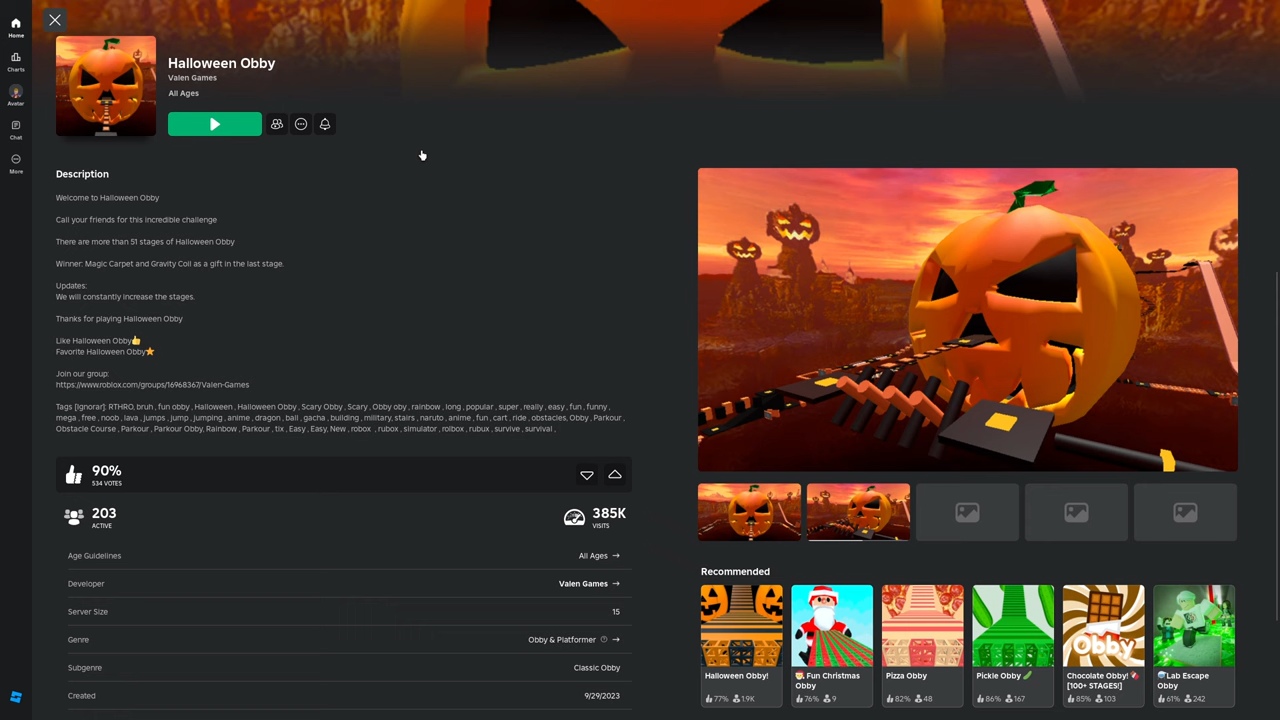 Home
Charts
Avatar
Chat
More
Halloween Obby
Valen Games
All Ages
Description
Welcome to Halloween Obby
Call your friends for this incredible challenge
There are more than 51 stages of Halloween Obby
Winner: Magic Carpet and Gravity Coil as a gift in the last stage.
Updates:
We will constantly increase the stages.
Thanks for playing Halloween Obby
Like Halloween Obby👍
Favorite Halloween Obby⭐
Join our group:
https://www.roblox.com/groups/16968367/Valen-Games
Tags [Ignorar]: RTHRO, bruh , fun obby , Halloween , Halloween Obby , Scary Obby , Scary , Obby oby , rainbow , long , popular , super , really , easy , fun , funny ,
mega , free , noob , lava , jumps , jump , jumping , anime , dragon , ball , gacha , building , military, stairs , naruto , anime , fun , cart , ride , obstacles, Obby , Parkour ,
Obstacle Course , Parkour , Parkour Obby, Rainbow , Parkour , tix , Easy , Easy, New , robox , rubox , simulator , rolbox , rubux , survive , survival ,
90%
534 VOTES
203
ACTIVE
385K
VISITS
Age Guidelines All Ages →
Developer Valen Games →
Server Size 15
Genre Obby & Platformer →
Subgenre Classic Obby
Created 9/29/2023
Recommended
Obby
Halloween Obby!
77% 1.9K
🎅Fun Christmas
Obby
76% 9
Pizza Obby
82% 48
Pickle Obby 🥒
86% 167
Chocolate Obby! 🍫
[100+ STAGES!]
85% 103
🧊Lab Escape
Obby
61% 242